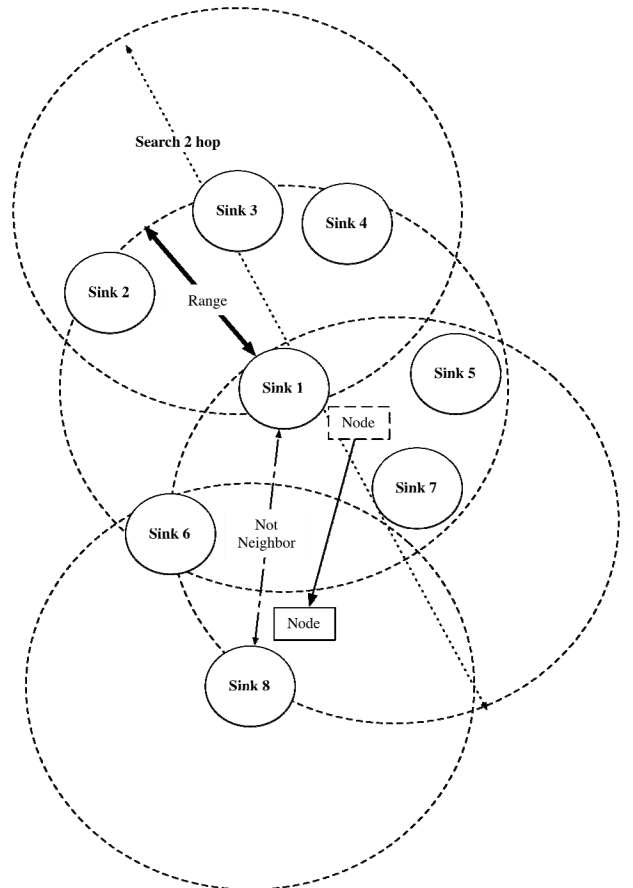 Search 2 hop
Sink 3
Sink 4
Sink 2
Range
Sink 5
Sink 1
Node
Sink 7
Sink 6
Not
Neighbor
Node
Sink 8